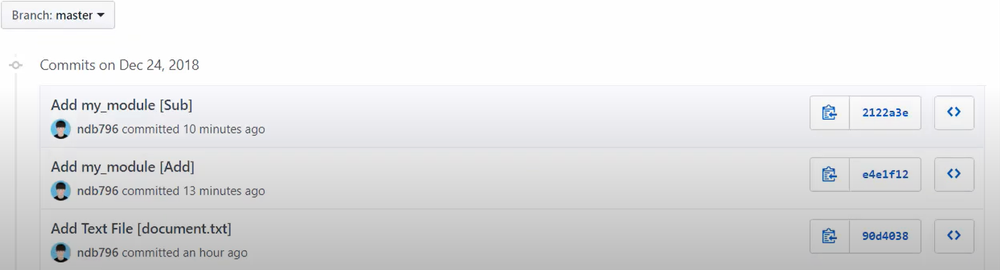 Branch: master
Commits on Dec 24, 2018
Add my_module [Sub]
ndb796 committed 10 minutes ago
2122a3e
Add my_module [Add]
ndb796 committed 13 minutes ago
e4e1f12
Add Text File [document.txt]
ndb796 committed an hour ago
90d4038